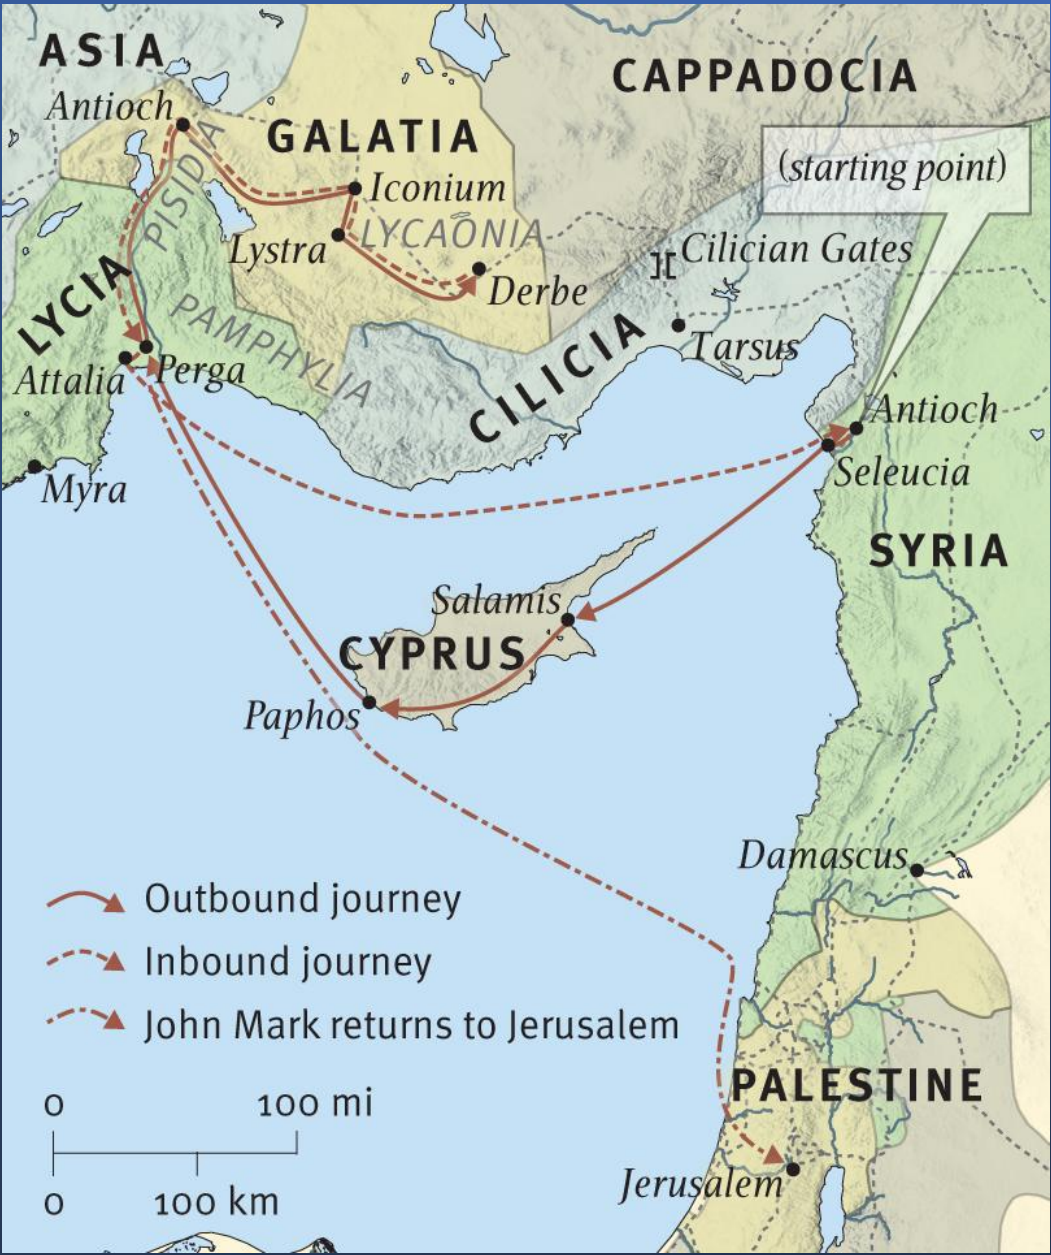 ASIA
CAPPADOCIA
Antioch
GALATIA
(starting point)
PISIDIA
Iconium
LYCAONIA
Lystra
Cilician Gates
Derbe
LYCIA
PAMPHYLIA
CILICIA
Tarsus
Perga
Attalia
Antioch
Seleucia
Myra
SYRIA
Salamis
CYPRUS
Paphos
Damascus
Outbound journey
Inbound journey
John Mark returns to Jerusalem
PALESTINE
0 100 mi
0 100 km
Jerusalem